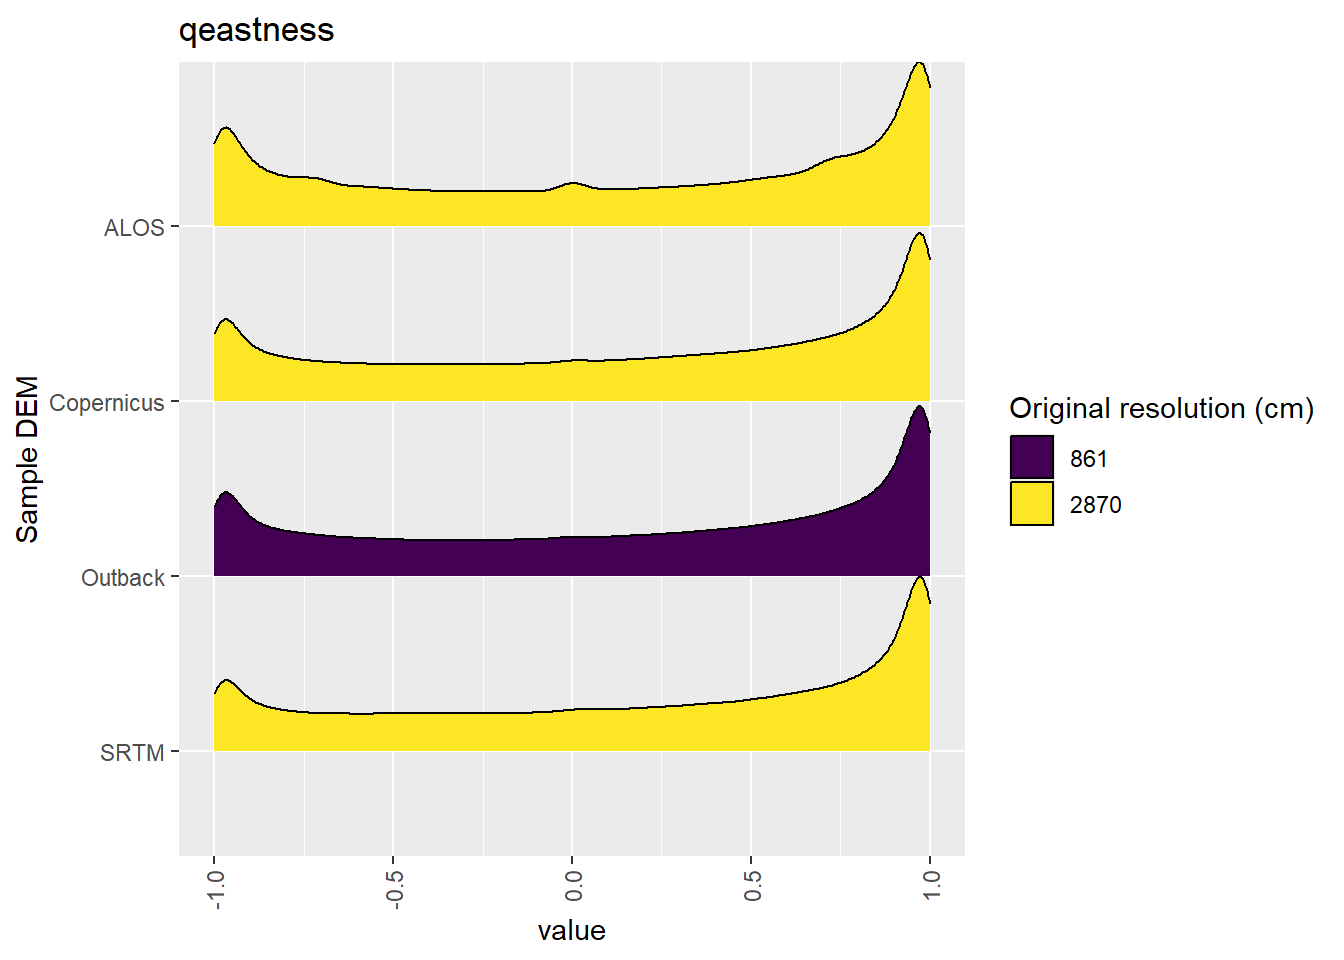 qeastness
Sample DEM
ALOS
Copernicus
Outback
SRTM
-1.0
-0.5
0.0
0.5
1.0
value
Original resolution (cm)
861
2870